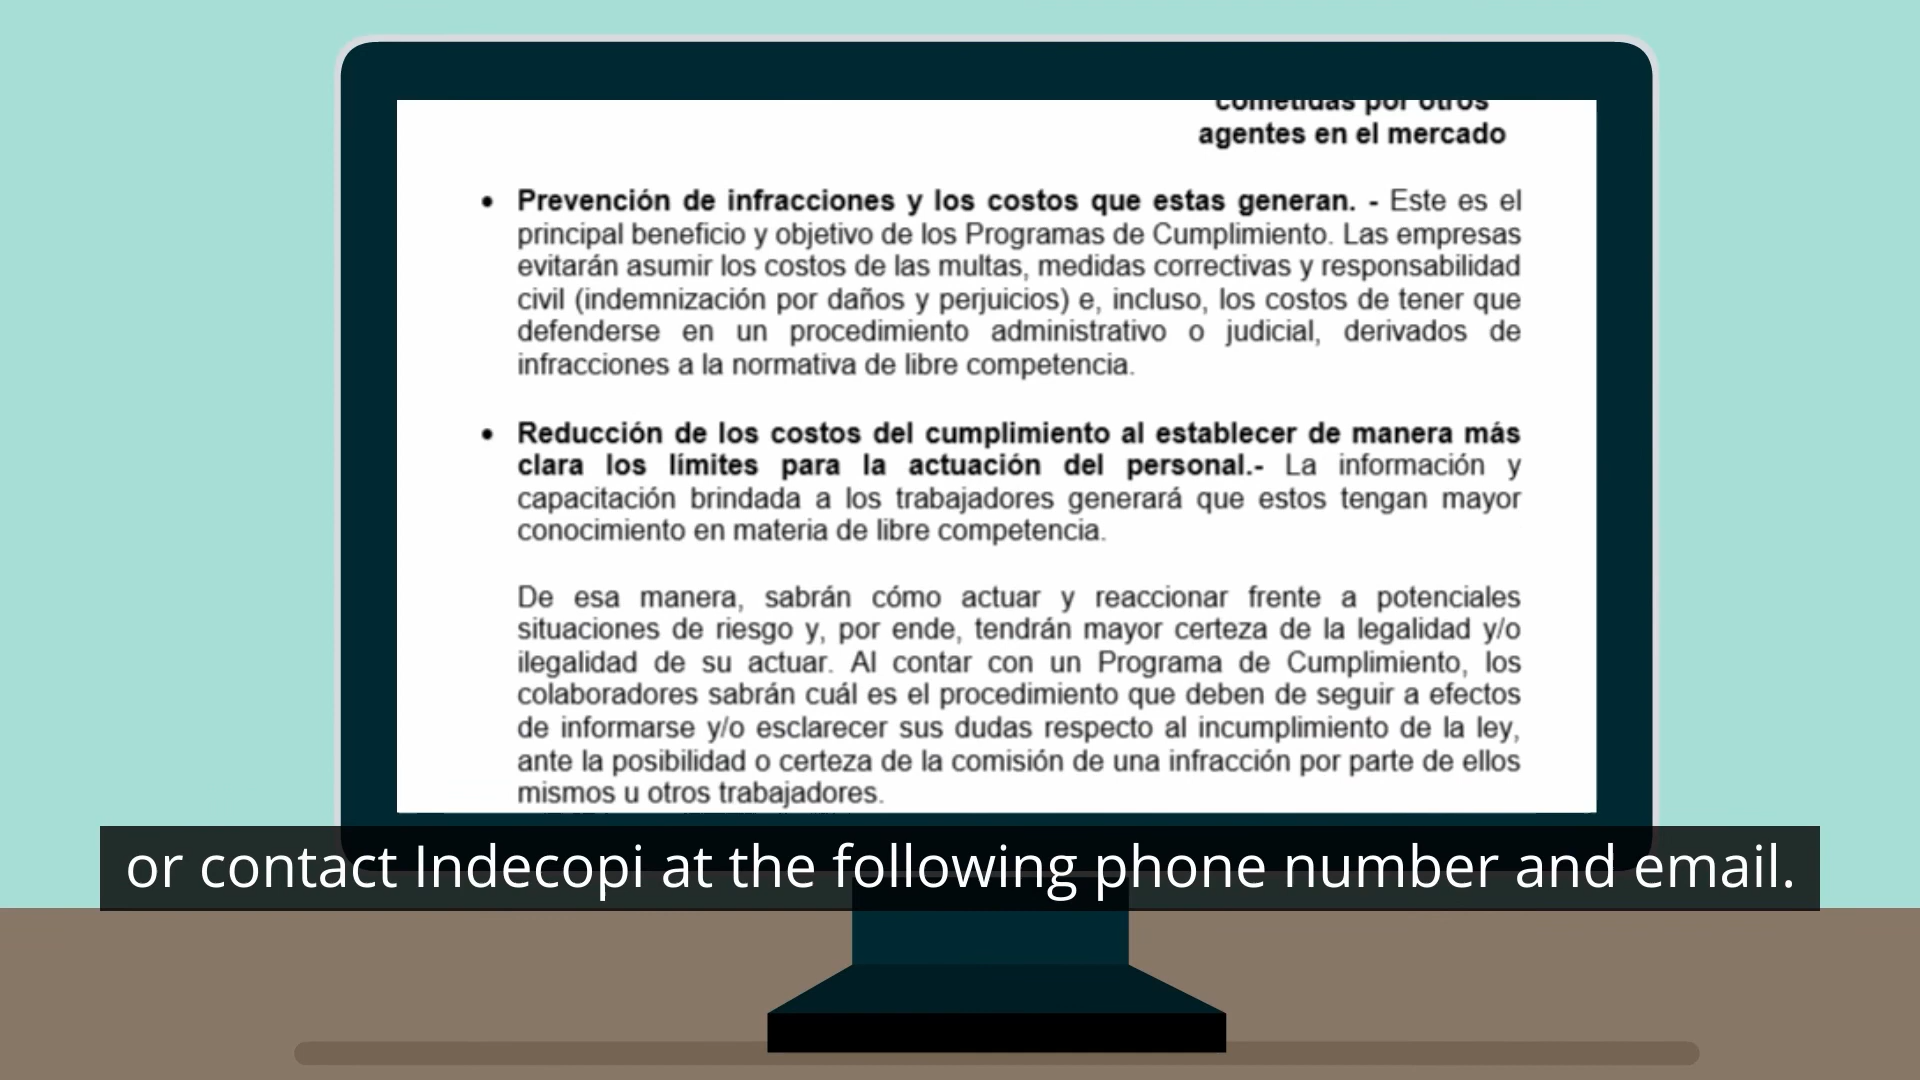 cometidas por otros
agentes en el mercado
• Prevención de infracciones y los costos que estas generan. - Este es el
principal beneficio y objetivo de los Programas de Cumplimiento. Las empresas
evitarán asumir los costos de las multas, medidas correctivas y responsabilidad
civil (indemnización por daños y perjuicios) e, incluso, los costos de tener que
defenderse en un procedimiento administrativo o judicial, derivados de
infracciones a la normativa de libre competencia.
• Reducción de los costos del cumplimiento al establecer de manera más
clara los límites para la actuación del personal.- La información y
capacitación brindada a los trabajadores generará que estos tengan mayor
conocimiento en materia de libre competencia.
De esa manera, sabrán cómo actuar y reaccionar frente a potenciales
situaciones de riesgo y, por ende, tendrán mayor certeza de la legalidad y/o
ilegalidad de su actuar. Al contar con un Programa de Cumplimiento, los
colaboradores sabrán cuál es el procedimiento que deben de seguir a efectos
de informarse y/o esclarecer sus dudas respecto al incumplimiento de la ley,
ante la posibilidad o certeza de la comisión de una infracción por parte de ellos
mismos u otros trabajadores.
or contact Indecopi at the following phone number and email.